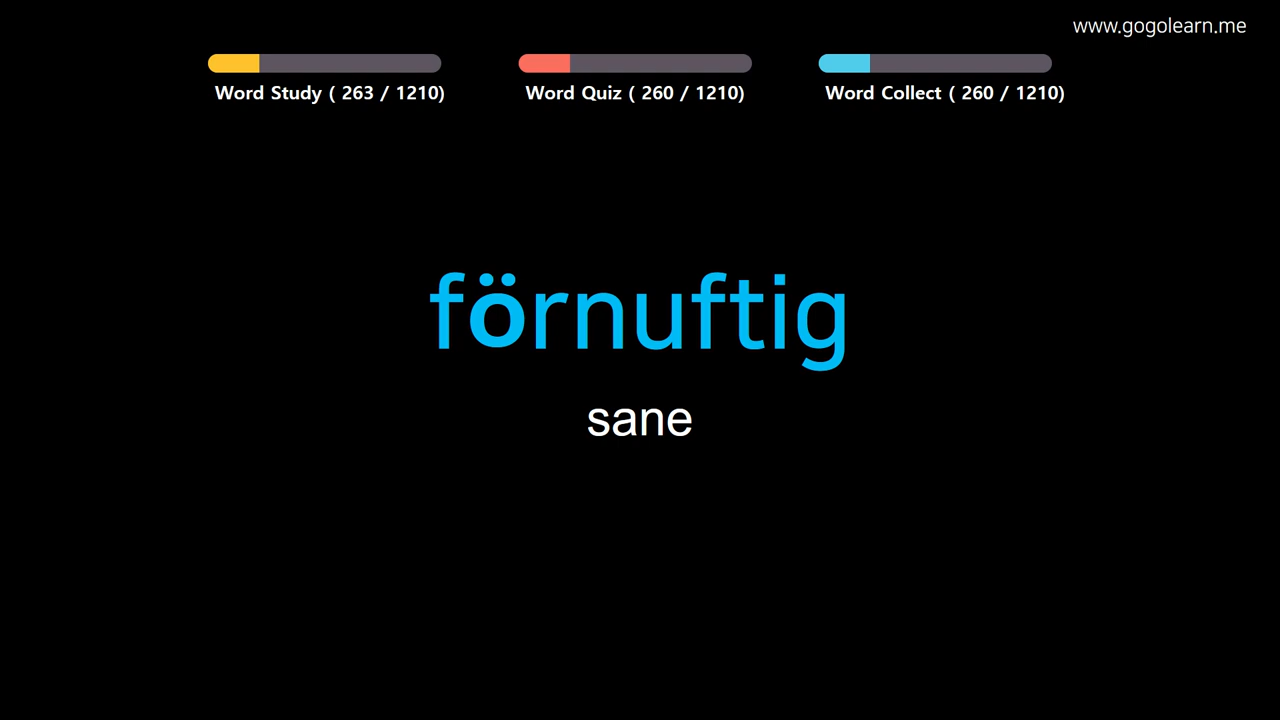 www.gogolearn.me
Word Study ( 263 / 1210)
Word Quiz ( 260 / 1210)
Word Collect ( 260 / 1210)
förnuftig
sane